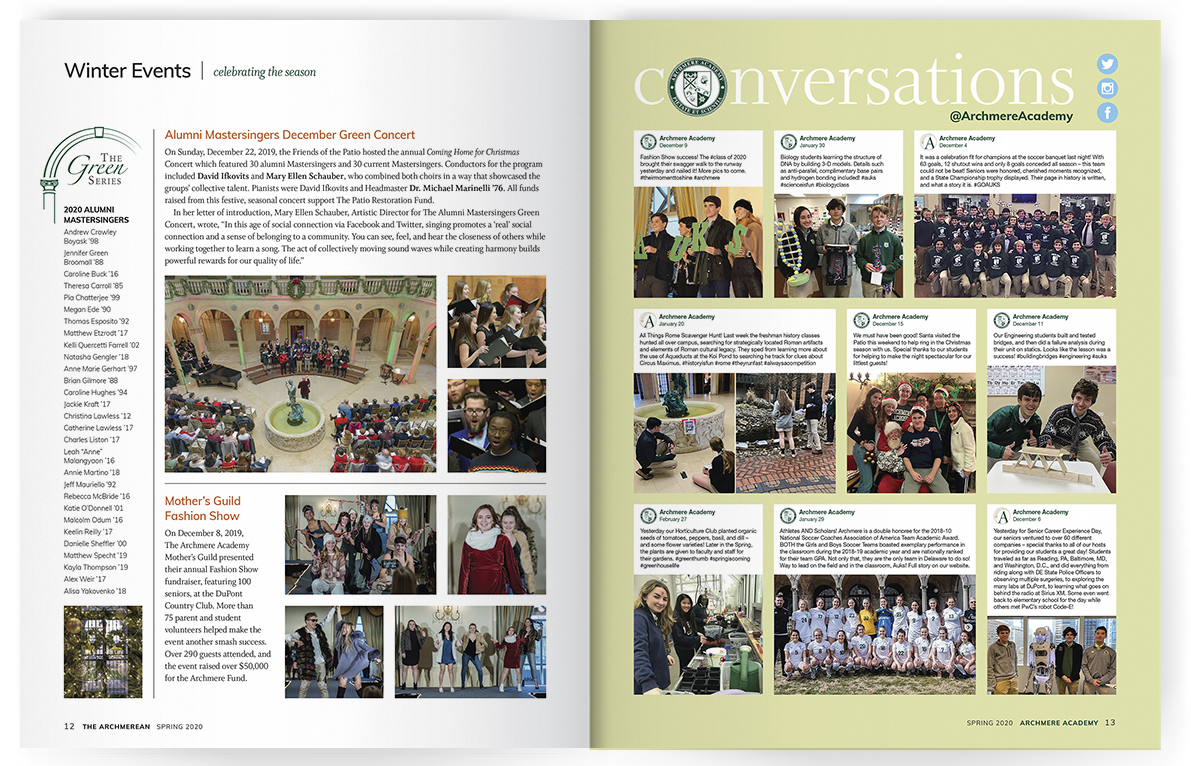 Winter Events | celebrating the season
THE
Green
SERIES
2020 ALUMNI
MASTERSINGERS
Andrew Crowley
Boyask '98
Jennifer Green
Broomall '88
Caroline Buck '16
Theresa Carroll '85
Pia Chatterjee '99
Megan Ede '90
Thomas Esposito '92
Matthew Etzrodt '17
Kelli Quercetti Farrall '02
Natasha Gengler '18
Anne Marie Gerhart '97
Brian Gilmore '88
Caroline Hughes '94
Jackie Kraft '17
Christina Lawless '12
Catherine Lawless '17
Charles Liston '17
Leah "Anne"
Malangyaon '16
Annie Martino '18
Jeff Mauriello '92
Rebecca McBride '16
Katie O'Donnell '01
Malcolm Odum '16
Keelin Reilly '17
Danielle Sheffler '00
Matthew Specht '19
Kayla Thompson '19
Alex Weir '17
Alisa Yakovenko '18
Alumni Mastersingers December Green Concert
On Sunday, December 22, 2019, the Friends of the Patio hosted the annual Coming Home for Christmas
Concert which featured 30 alumni Mastersingers and 30 current Mastersingers. Conductors for the program
included David Ifkovits and Mary Ellen Schauber, who combined both choirs in a way that showcased the
groups' collective talent. Pianists were David Ifkovits and Headmaster Dr. Michael Marinelli '76. All funds
raised from this festive, seasonal concert support The Patio Restoration Fund.
In her letter of introduction, Mary Ellen Schauber, Artistic Director for The Alumni Mastersingers Green
Concert, wrote, "In this age of social connection via Facebook and Twitter, singing promotes a 'real' social
connection and a sense of belonging to a community. You can see, feel, and hear the closeness of others while
working together to learn a song. The act of collectively moving sound waves while creating harmony builds
powerful rewards for our quality of life."
Mother's Guild
Fashion Show
On December 8, 2019,
The Archmere Academy
Mother's Guild presented
their annual Fashion Show
fundraiser, featuring 100
seniors, at the DuPont
Country Club. More than
75 parent and student
volunteers helped make the
event another smash success.
Over 290 guests attended, and
the event raised over $50,000
for the Archmere Fund.
12 THE ARCHMEREAN SPRING 2020
conversations
ARCHMERE ACADEMY
@ArchmereAcademy
Archmere Academy
December 9
Fashion Show success! The #class of 2020
brought their swagger walk to the runway
yesterday and nailed it! More pics to come.
#theirmomenttoshine #archmere
AUKS
Archmere Academy
January 30
Biology students learning the structure of
DNA by building 3-D models. Details such
as anti-parallel, complimentary base pairs
and hydrogen bonding included! #auks
#scienceisfun #biologyclass
Archmere Academy
December 4
It was a celebration fit for champions at the soccer banquet last night! With
63 goals, 12 shutout wins and only 8 goals conceded all season – this team
could not be beat! Seniors were honored, cherished moments recognized,
and a State Championship trophy displayed. Their page in history is written,
and what a story it is. #GOAUKS
Archmere Academy
January 20
All Things Rome Scavenger Hunt! Last week the freshman history classes
hunted all over campus, searching for strategically located Roman artifacts
and elements of Roman cultural legacy. They sped from learning more about
the use of Aqueducts at the Koi Pond to searching he track for clues about
Circus Maximus. #historyisfun #rome #theyrunfast #alwaysacompetition
Archmere Academy
December 15
We must have been good! Santa visited the
Patio this weekend to help ring in the Christmas
season with us. Special thanks to our students
for helping to make the night spectacular for our
littlest guests!
Archmere Academy
December 11
Our Engineering students built and tested
bridges, and then did a failure analysis during
their unit on statics. Looks like the lesson was a
success! #buildingbridges #engineering #auks
Archmere Academy
February 27
Yesterday our Horticulture Club planted organic
seeds of tomatoes, peppers, basil, and dill –
and some flower varieties! Later in the Spring,
the plants are given to faculty and staff for
their gardens. #greenthumb #springiscoming
#greenhouselife
Archmere Academy
January 29
Athletes AND Scholars! Archmere is a double honoree for the 2018-10
National Soccer Coaches Association of America Team Academic Award.
BOTH the Girls and Boys Soccer Teams boasted exemplary performance in
the classroom during the 2018-19 academic year and are nationally ranked
for their team GPA. Not only that, they are the only team in Delaware to do so!
Way to lead on the field and in the classroom, Auks! Full story on our website.
Archmere Academy
December 6
Yesterday for Senior Career Experience Day,
our seniors ventured to over 60 different
companies – special thanks to all of our hosts
for providing our students a great day! Students
traveled as far as Reading, PA, Baltimore, MD,
and Washington, D.C., and did everything from
riding along with DE State Police Officers to
observing multiple surgeries, to exploring the
many labs at DuPont, to learning what goes on
behind the radio at Sirius XM. Some even went
back to elementary school for the day while
others met PwC's robot Code-E!
SPRING 2020 ARCHMERE ACADEMY 13